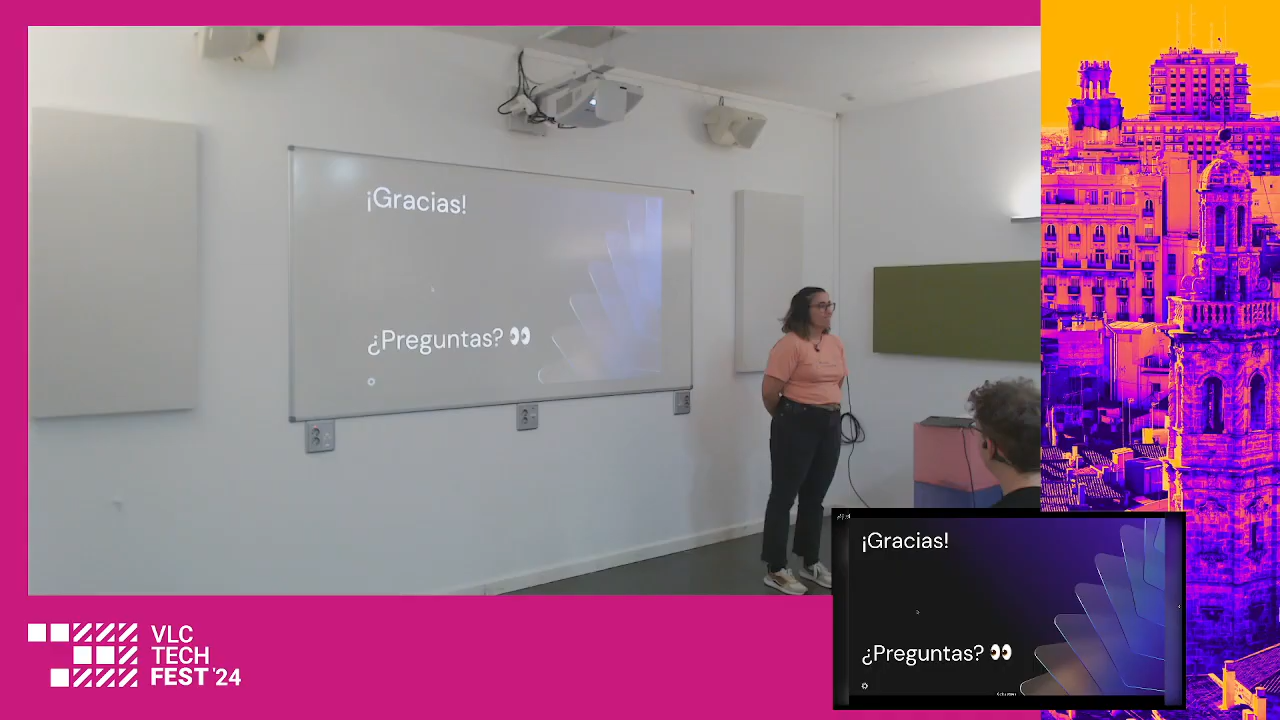 ¡Gracias!
¿Preguntas? 👀
¡Gracias!
¿Preguntas? 👀
VLC
TECH
FEST '24